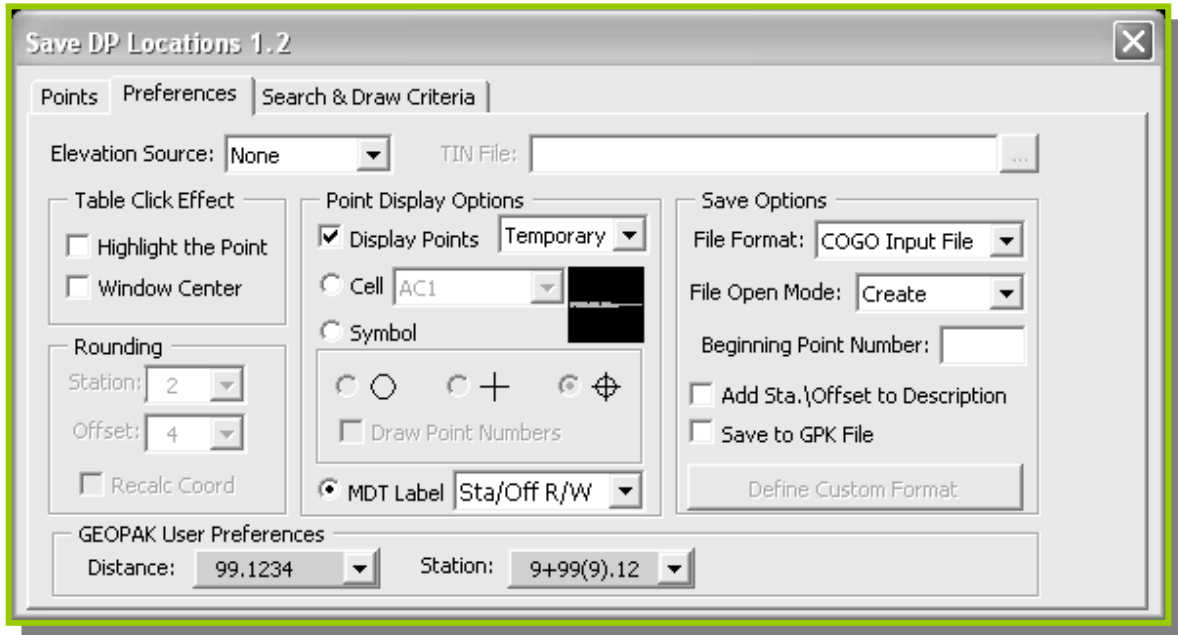 Save DP Locations 1.2
Points Preferences Search & Draw Criteria
Elevation Source: None TIN File: ...
Table Click Effect
Highlight the Point
Window Center
Rounding
Station: 2
Offset: 4
Recalc Coord
Point Display Options
Display Points Temporary
Cell AC1
Symbol
Draw Point Numbers
MDT Label Sta/Off R/W
Save Options
File Format: COGO Input File
File Open Mode: Create
Beginning Point Number:
Add Sta.\Offset to Description
Save to GPK File
Define Custom Format
GEOPAK User Preferences
Distance: 99.1234 Station: 9+99(9).12